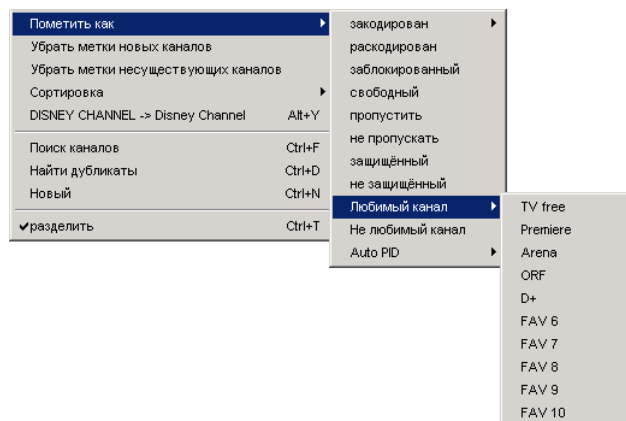 Пометить как
Убрать метки новых каналов
Убрать метки несуществующих каналов
Сортировка
DISNEY CHANNEL -> Disney Channel Alt+Y
Поиск каналов Ctrl+F
Найти дубликаты Ctrl+D
Новый Ctrl+N
✔разделить Ctrl+T
закодирован
раскодирован
заблокированный
свободный
пропустить
не пропускать
защищённый
не защищённый
Любимый канал
Не любимый канал
Auto PID
TV free
Premiere
Arena
ORF
D+
FAV 6
FAV 7
FAV 8
FAV 9
FAV 10